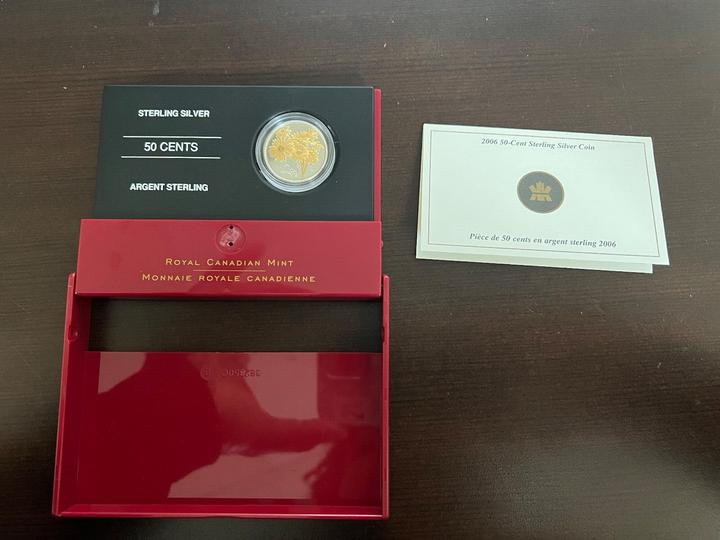 STERLING SILVER
50 CENTS
ARGENT STERLING
ROYAL CANADIAN MINT
MONNAIE ROYALE CANADIENNE
2006 50-Cent Sterling Silver Coin
Pièce de 50 cents en argent sterling 2006